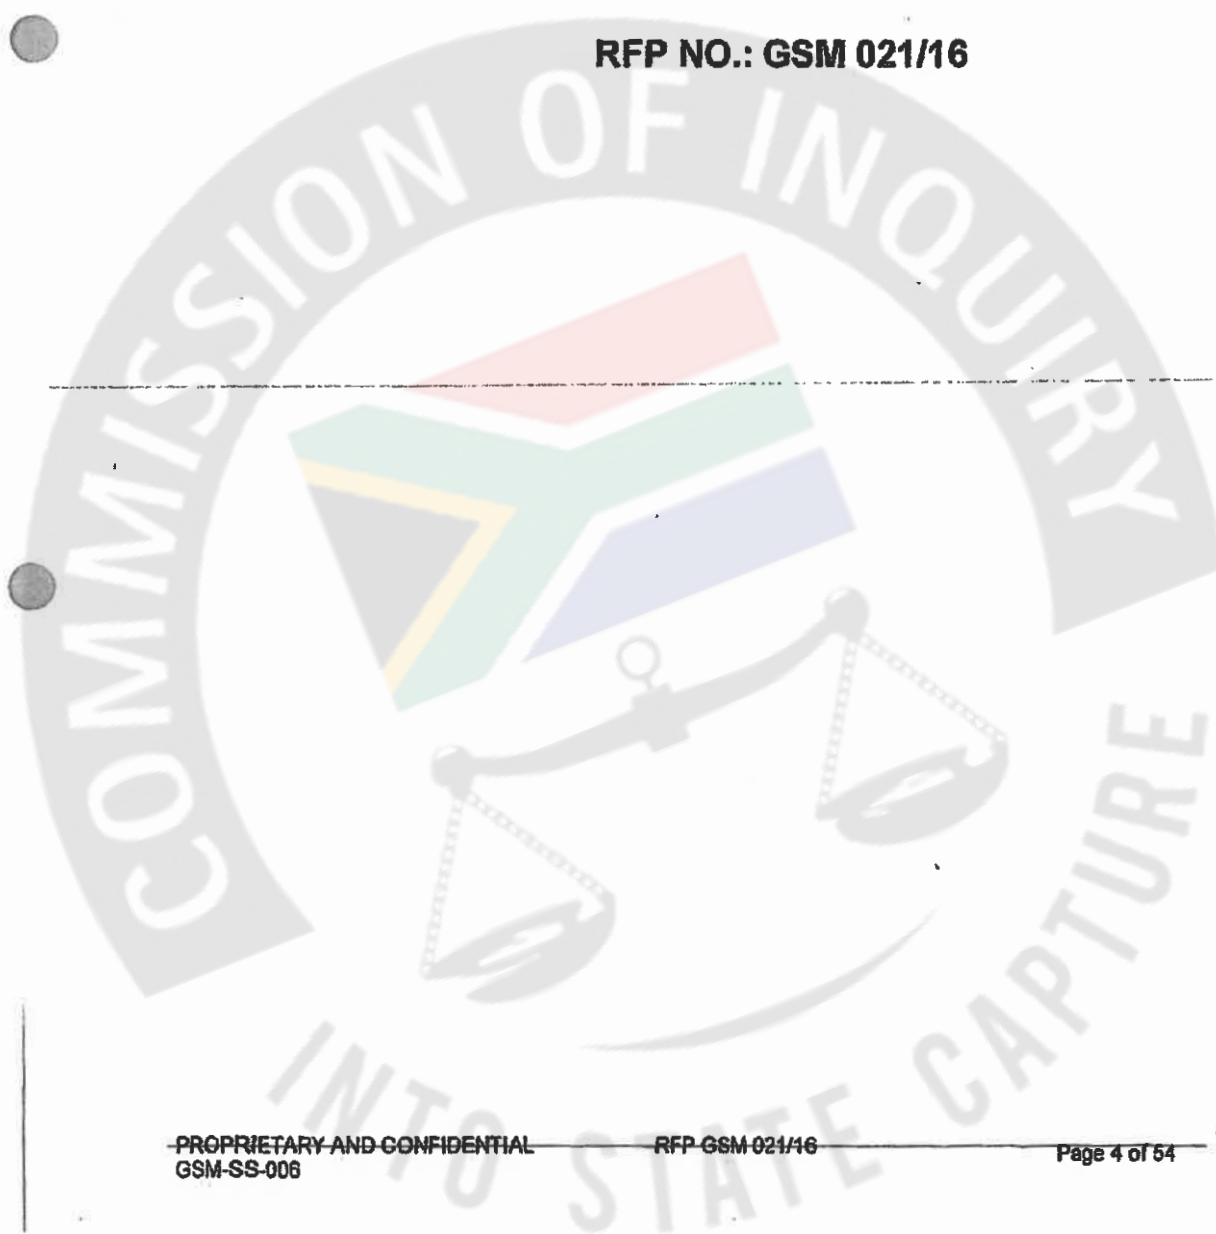 RFP NO.: GSM 021/16
COMMISSION OF INQUIRY
INTO STATE CAPTURE
PROPRIETARY AND CONFIDENTIAL RFP GSM 021/16 Page 4 of 54
GSM-SS-006